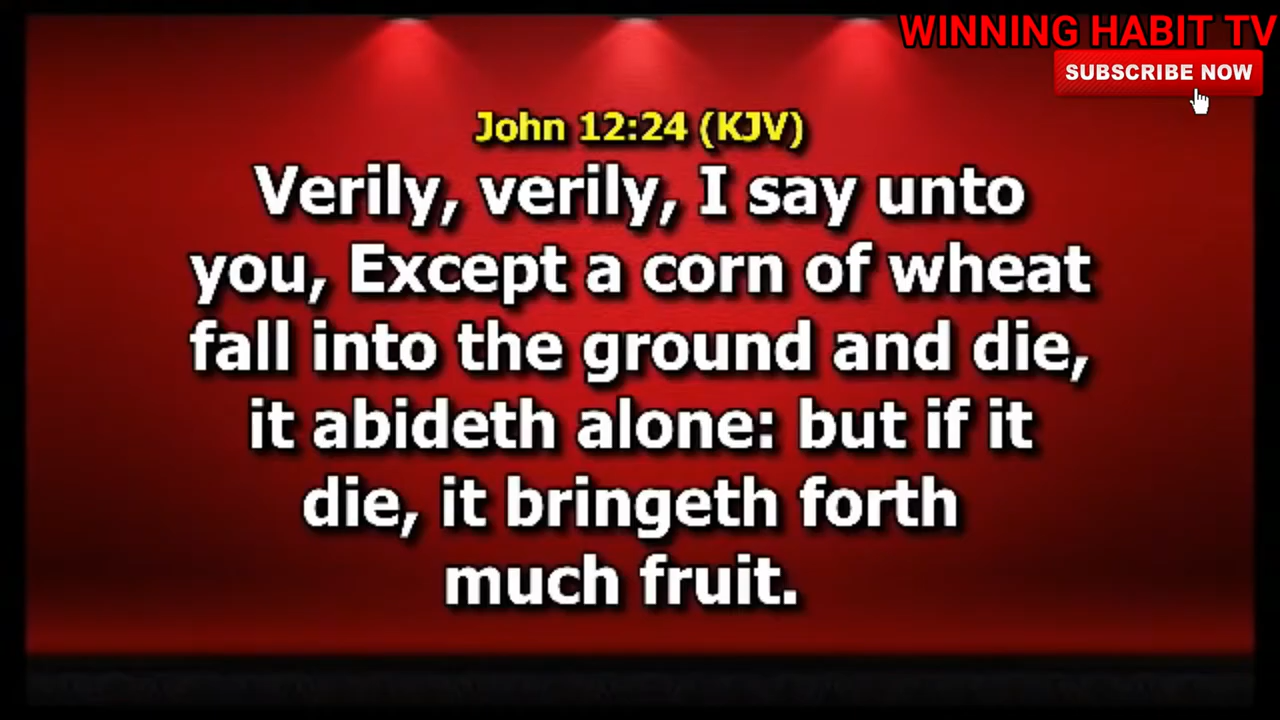 WINNING HABIT TV
SUBSCRIBE NOW
John 12:24 (KJV)
Verily, verily, I say unto
you, Except a corn of wheat
fall into the ground and die,
it abideth alone: but if it
die, it bringeth forth
much fruit.